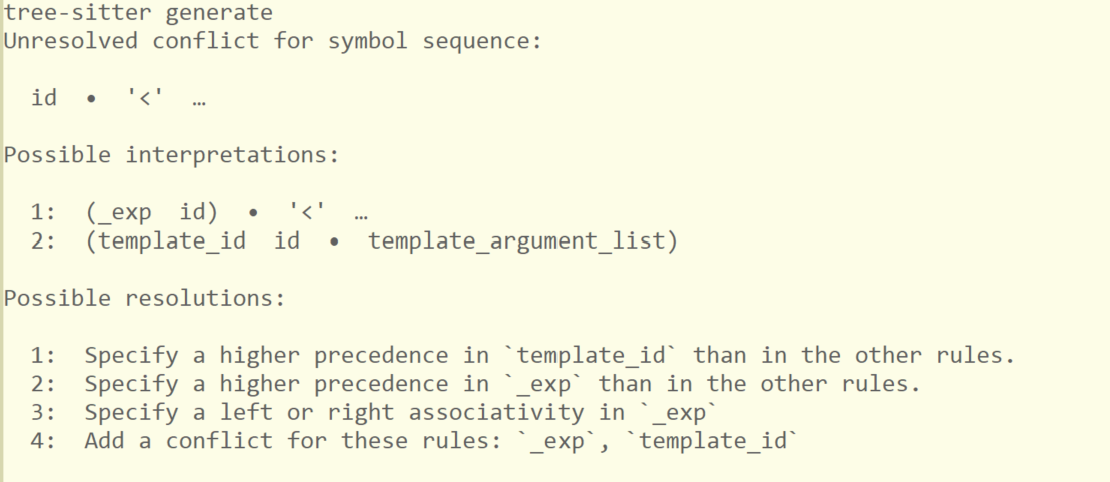 tree-sitter generate
Unresolved conflict for symbol sequence:
id • '<' …
Possible interpretations:
1: (_exp id) • '<' …
2: (template_id id • template_argument_list)
Possible resolutions:
1: Specify a higher precedence in `template_id` than in the other rules.
2: Specify a higher precedence in `_exp` than in the other rules.
3: Specify a left or right associativity in `_exp`
4: Add a conflict for these rules: `_exp`, `template_id`